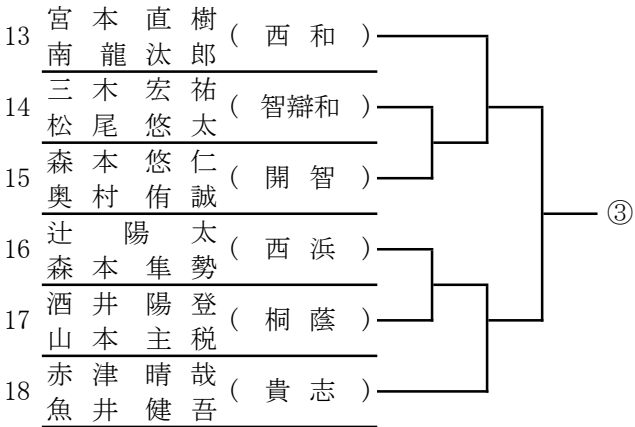 宮本直樹
13 (西和)
南龍汰郎
三木宏祐
14 (智辯和)
松尾悠太
森本悠仁
15 (開智)
奥村侑誠
③
辻陽太
16 (西浜)
森本隼勢
酒井陽登
17 (桐蔭)
山本主税
赤津晴哉
18 (貴志)
魚井健吾